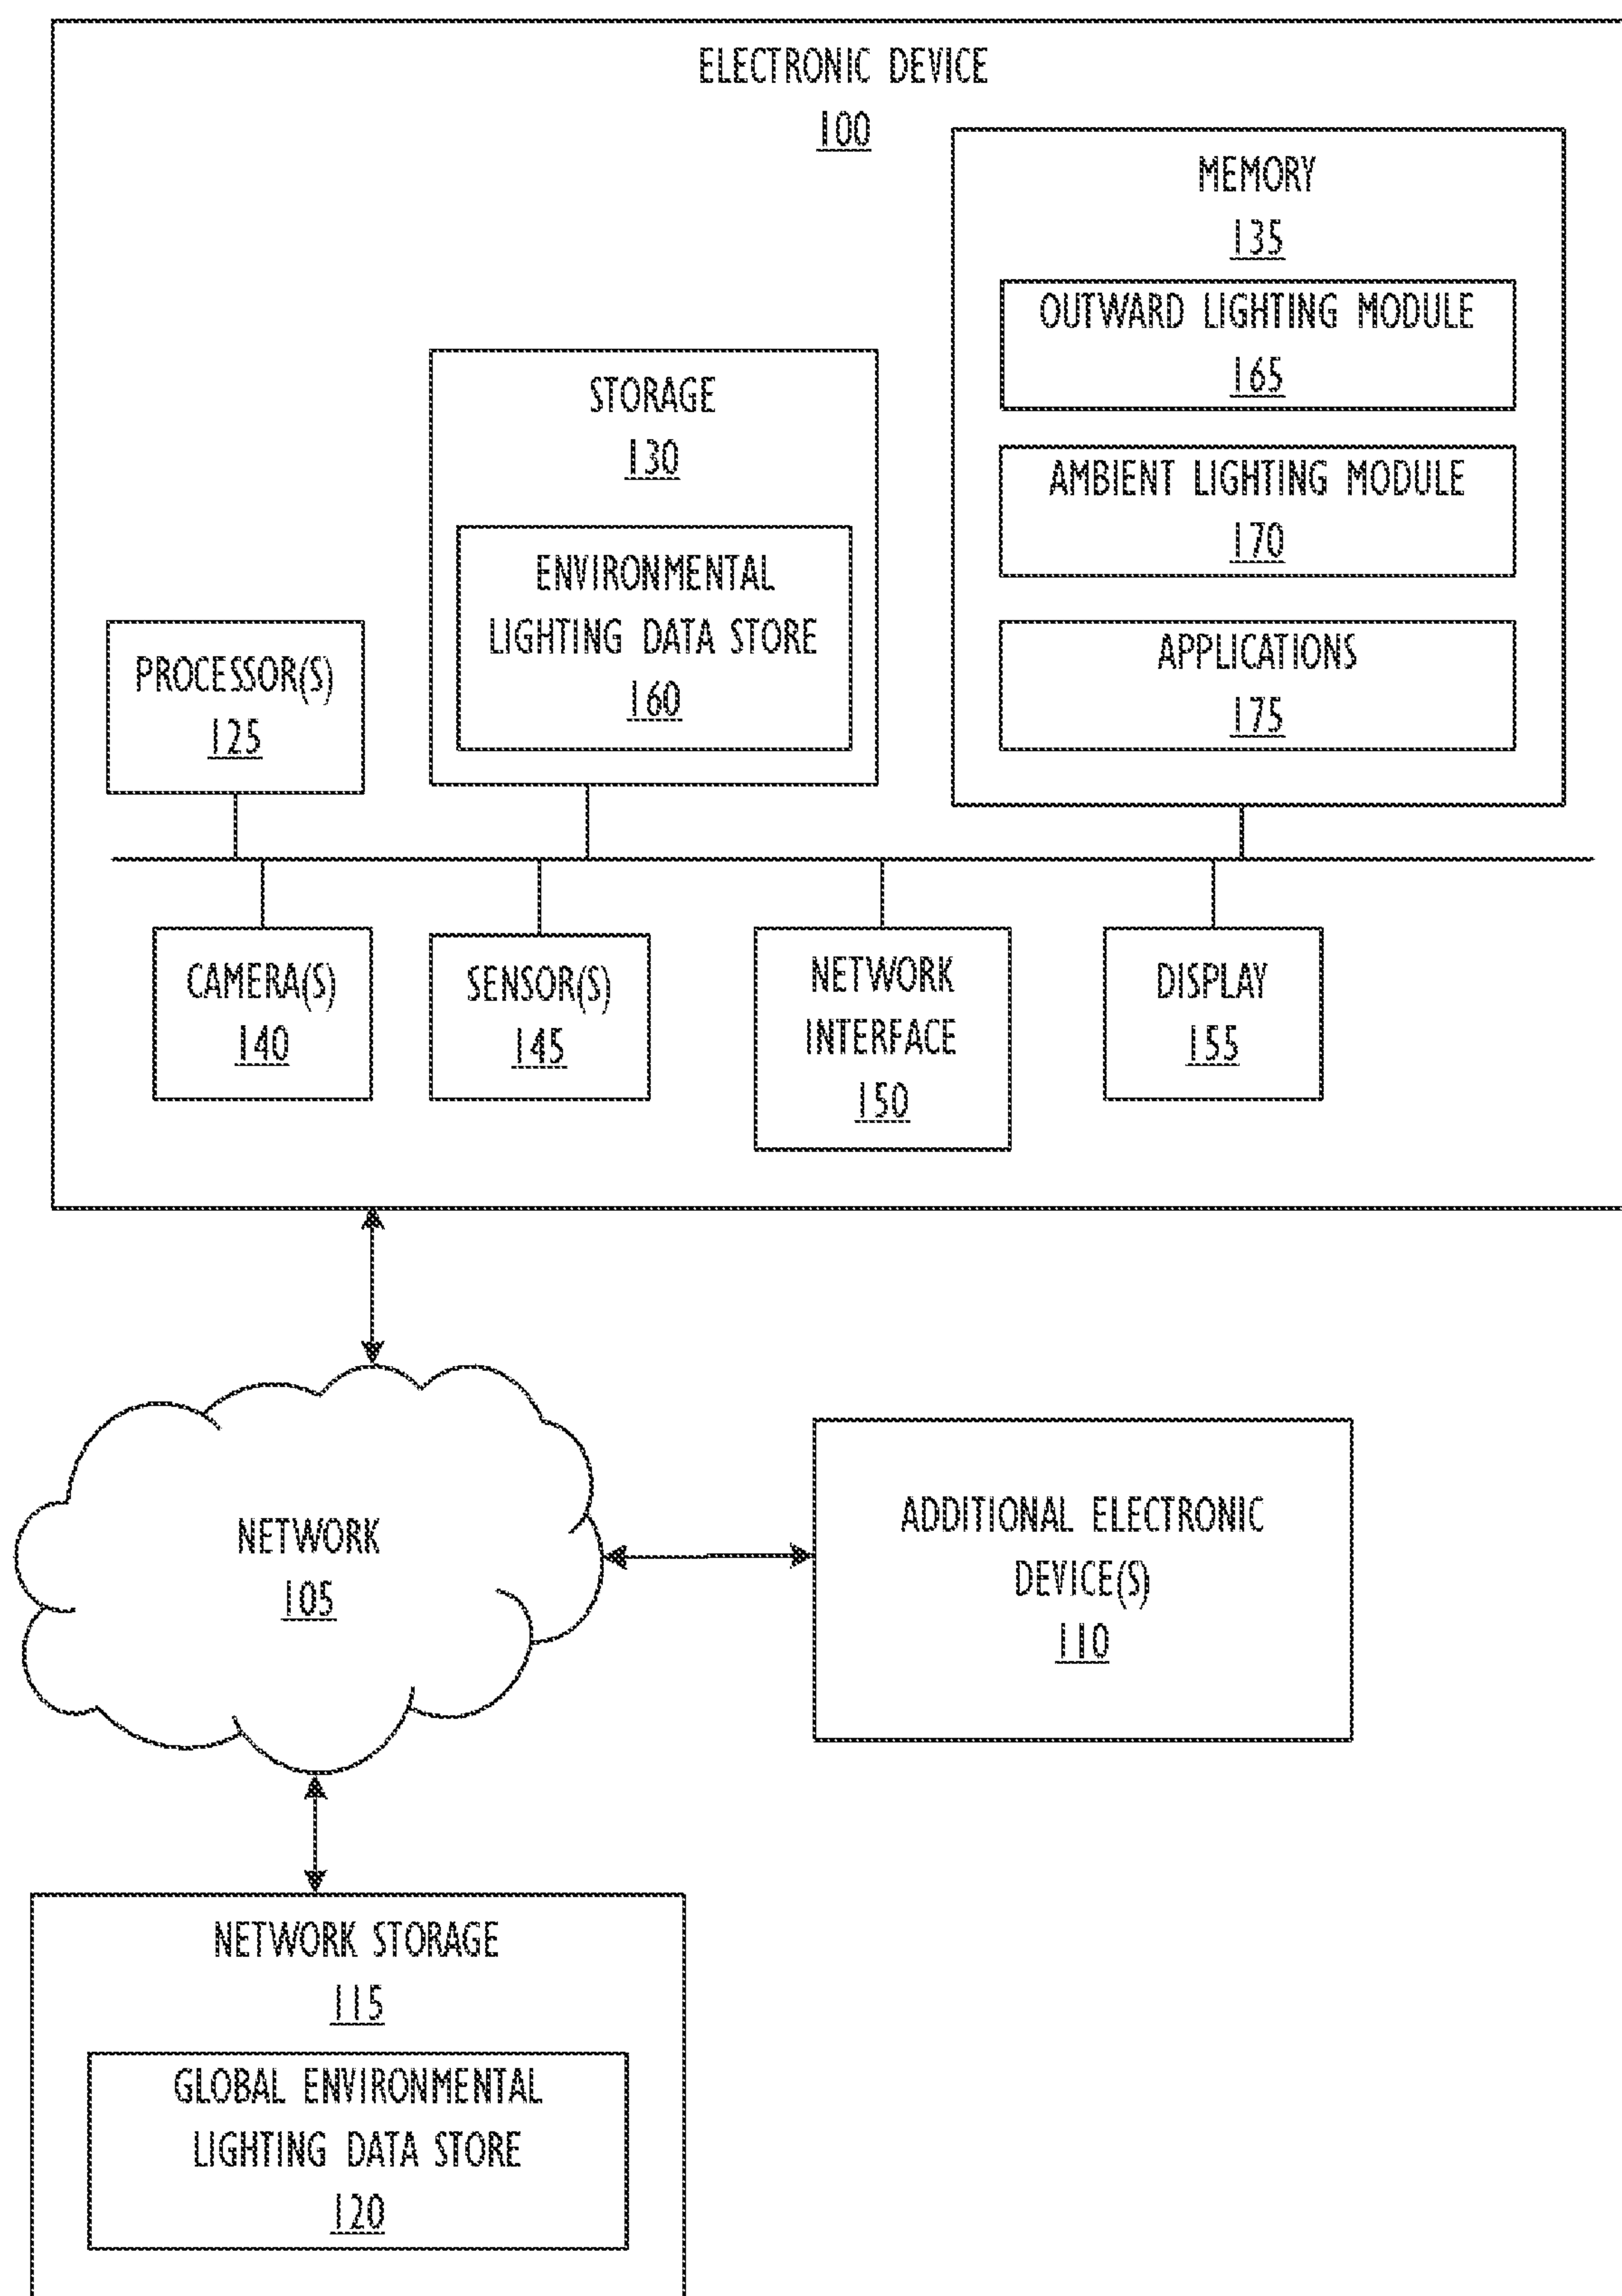 ELECTRONIC DEVICE
100
MEMORY
135
OUTWARD LIGHTING MODULE
165
AMBIENT LIGHTING MODULE
170
APPLICATIONS
175
STORAGE
130
ENVIRONMENTAL
LIGHTING DATA STORE
160
PROCESSOR(S)
125
CAMERA(S)
140
SENSOR(S)
145
NETWORK
INTERFACE
150
DISPLAY
155
NETWORK
105
ADDITIONAL ELECTRONIC
DEVICE(S)
110
NETWORK STORAGE
115
GLOBAL ENVIRONMENTAL
LIGHTING DATA STORE
120